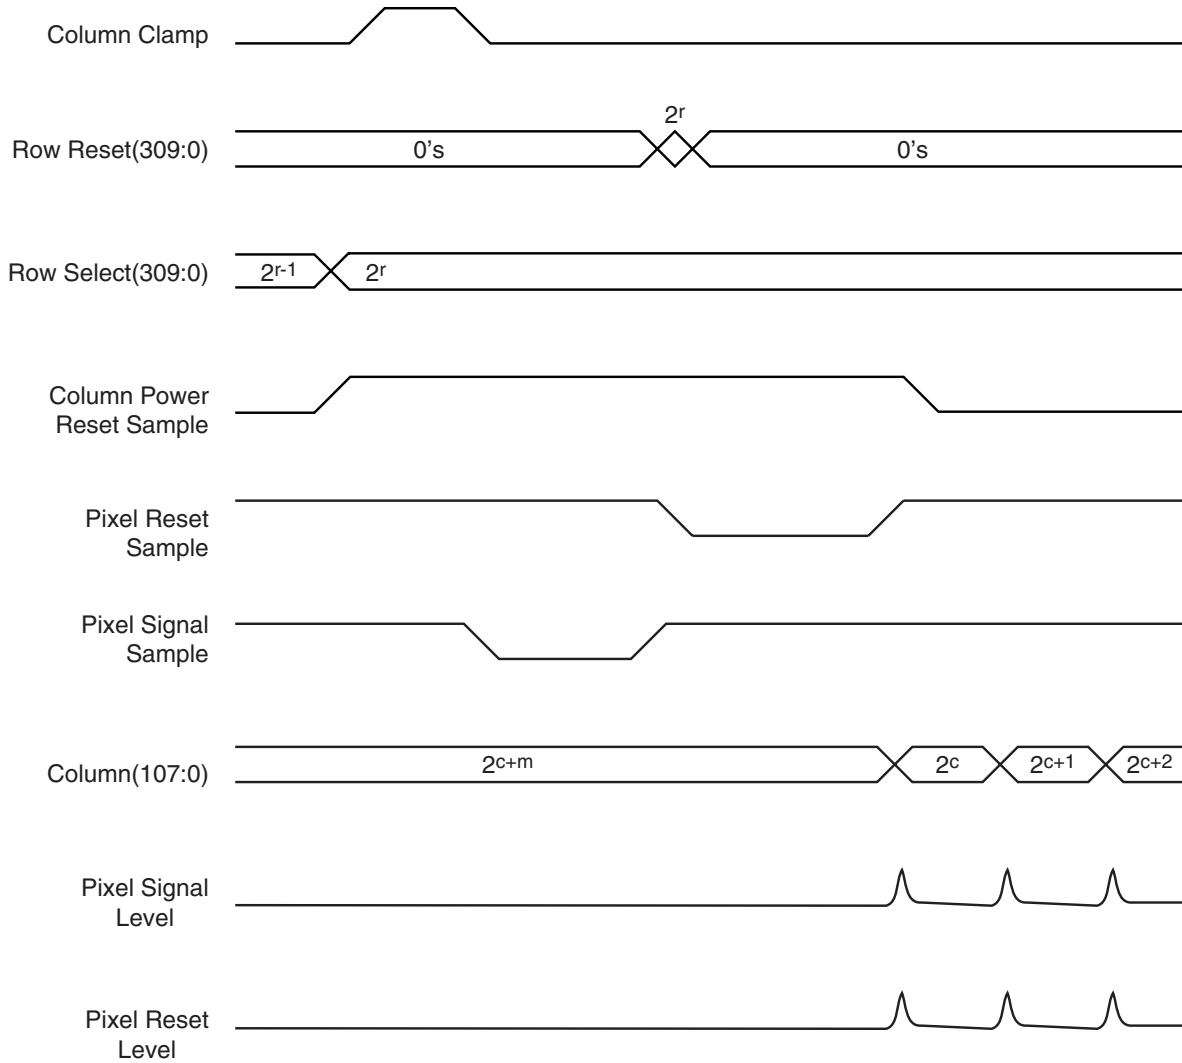 Column Clamp
2r
Row Reset(309:0)
0's
0's
Row Select(309:0)
2r-1
2r
Column Power
Reset Sample
Pixel Reset
Sample
Pixel Signal
Sample
Column(107:0)
2c+m
2c
2c+1
2c+2
Pixel Signal
Level
Pixel Reset
Level